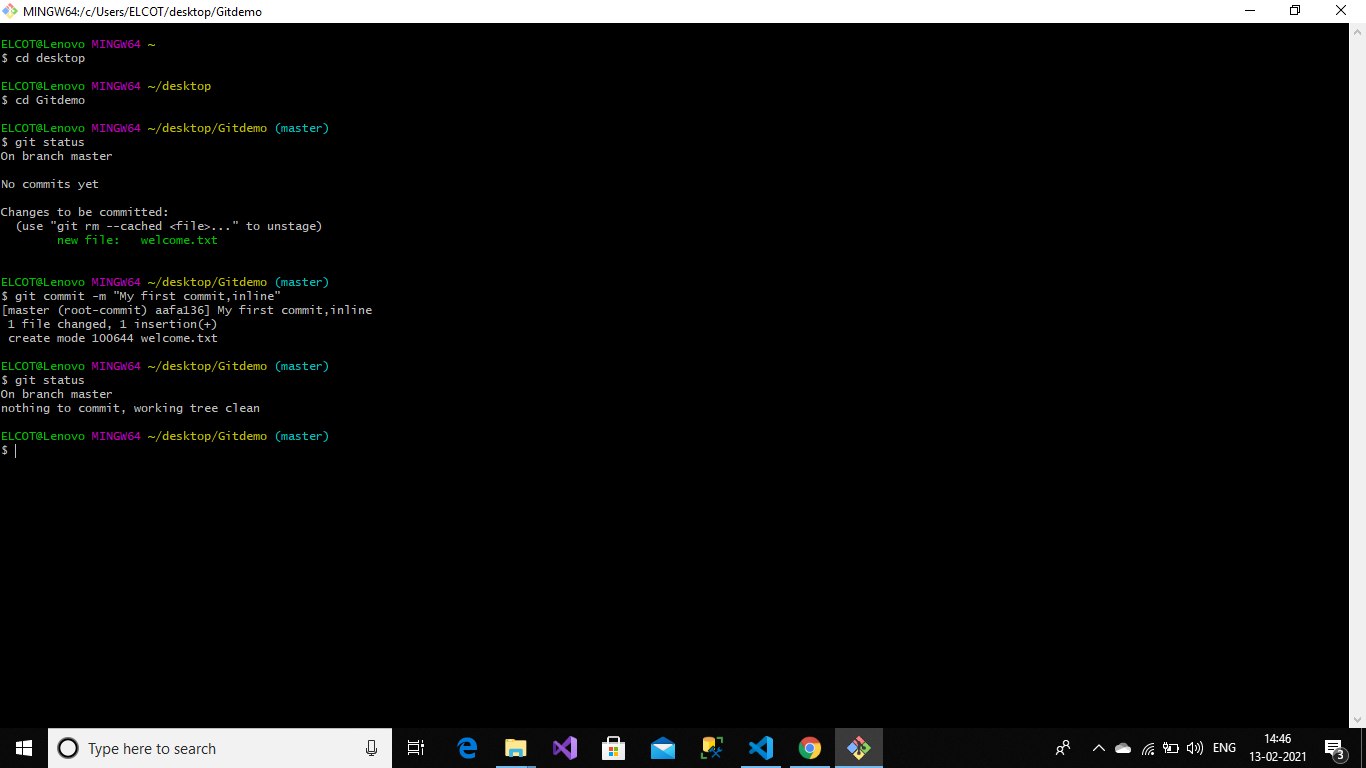 MINGW64:/c/Users/ELCOT/desktop/Gitdemo
ELCOT@Lenovo MINGW64 ~
$ cd desktop
ELCOT@Lenovo MINGW64 ~/desktop
$ cd Gitdemo
ELCOT@Lenovo MINGW64 ~/desktop/Gitdemo (master)
$ git status
On branch master
No commits yet
Changes to be committed:
  (use "git rm --cached <file>..." to unstage)
        new file:   welcome.txt
ELCOT@Lenovo MINGW64 ~/desktop/Gitdemo (master)
$ git commit -m "My first commit,inline"
[master (root-commit) aafa136] My first commit,inline
 1 file changed, 1 insertion(+)
 create mode 100644 welcome.txt
ELCOT@Lenovo MINGW64 ~/desktop/Gitdemo (master)
$ git status
On branch master
nothing to commit, working tree clean
ELCOT@Lenovo MINGW64 ~/desktop/Gitdemo (master)
$
Type here to search
ENG
14:46
13-02-2021
3